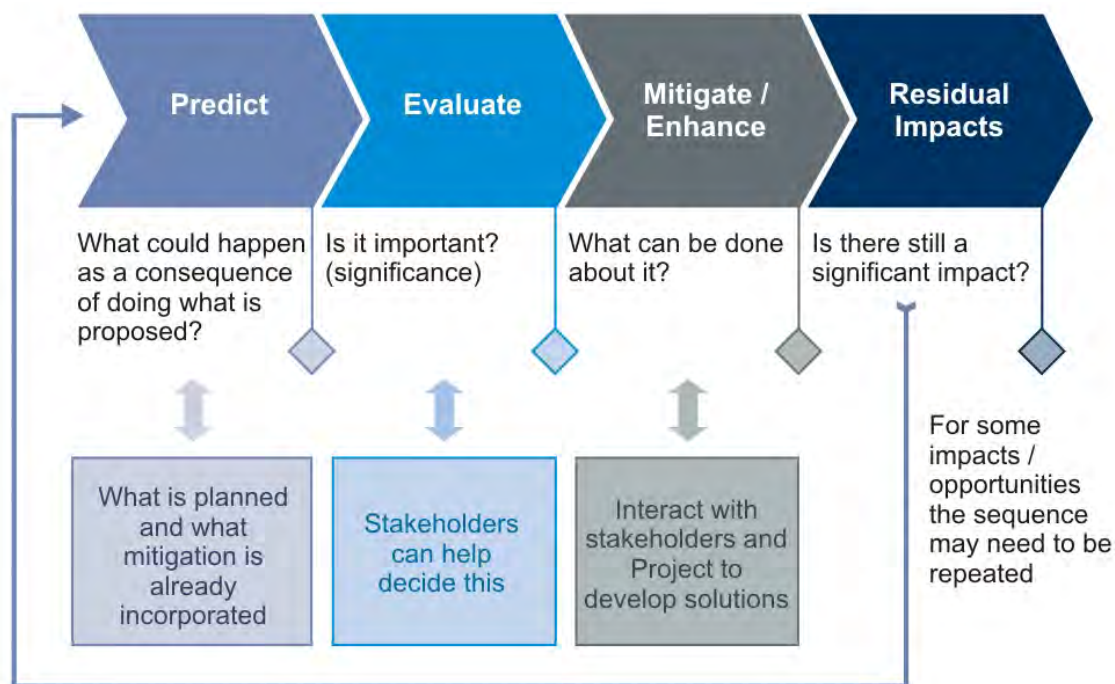 Predict
Evaluate
Mitigate /
Enhance
Residual
Impacts
What could happen
as a consequence
of doing what is
proposed?
Is it important?
(significance)
What can be done
about it?
Is there still a
significant impact?
What is planned
and what
mitigation is
already
incorporated
Stakeholders
can help
decide this
Interact with
stakeholders and
Project to
develop solutions
For some
impacts /
opportunities
the sequence
may need to be
repeated